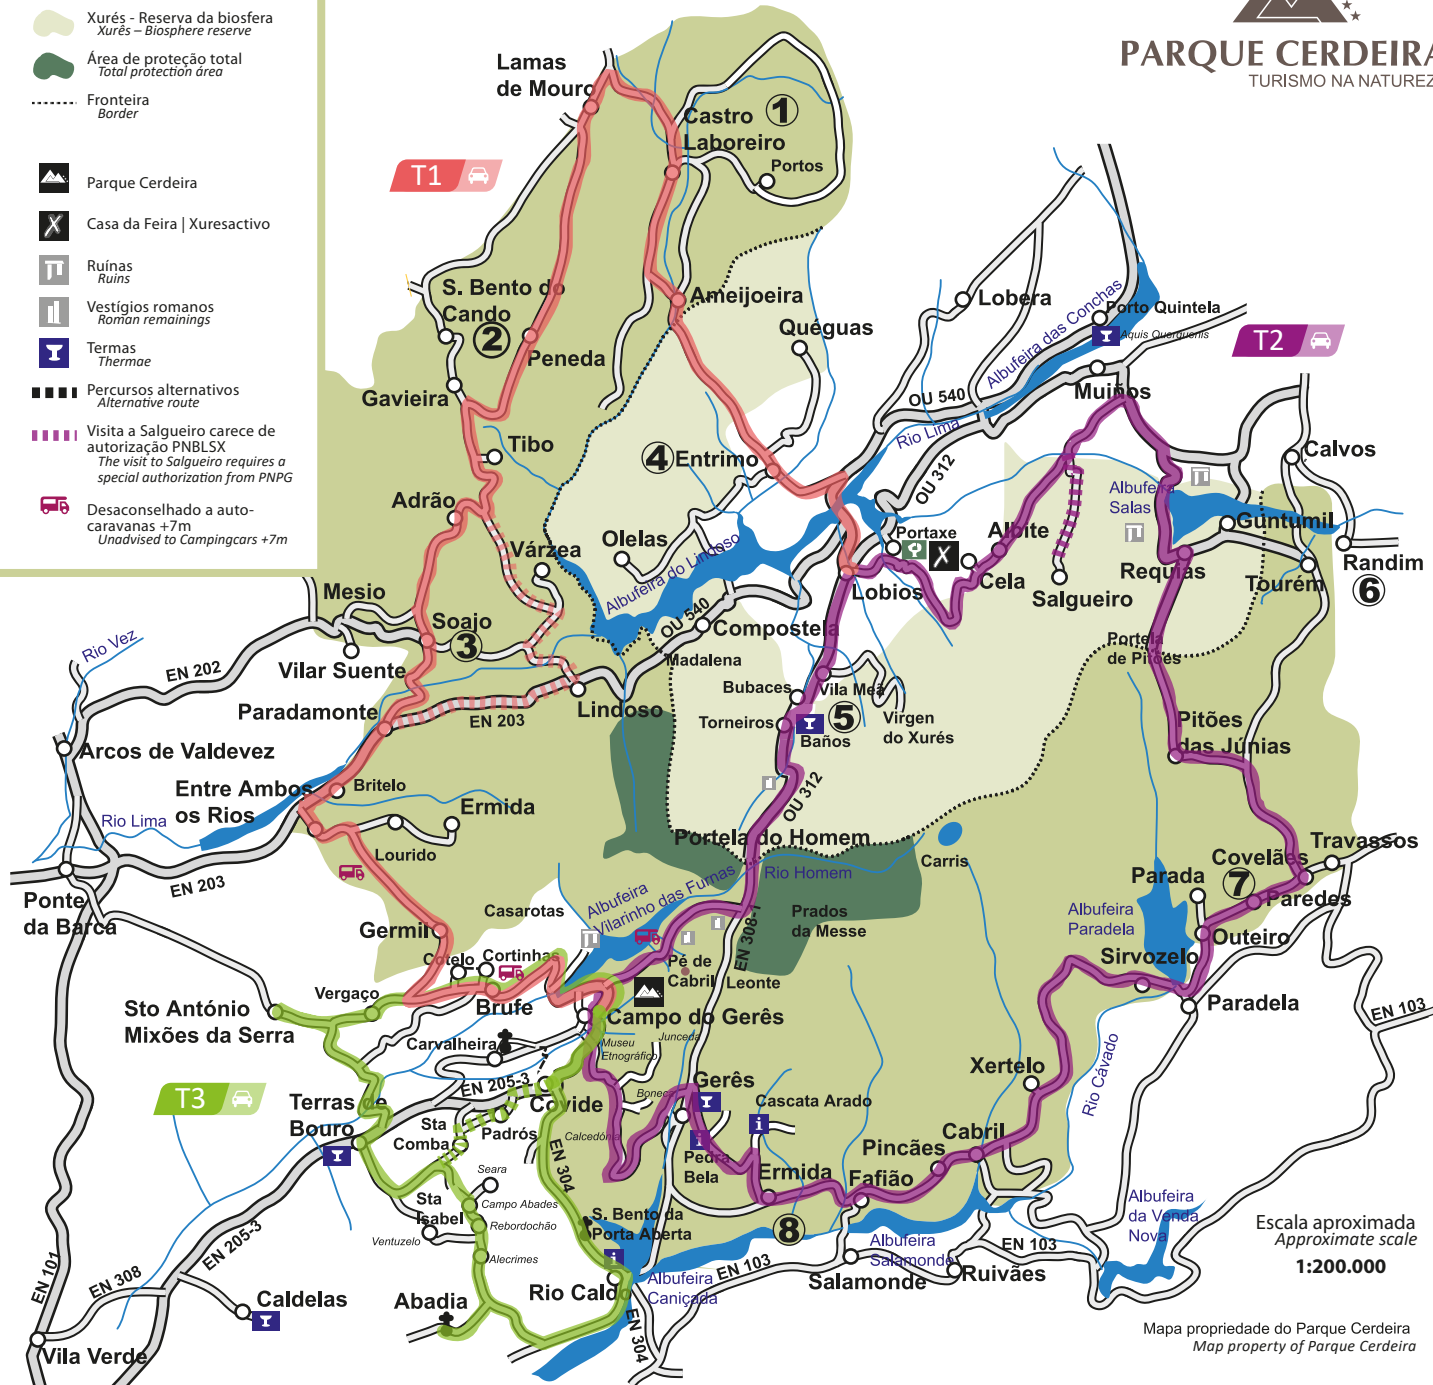 Xurés - Reserva da biosfera
Xurês – Biosphere reserve
Área de proteção total
Total protection área
Fronteira
Border
Parque Cerdeira
Casa da Feira | Xuresactivo
Ruínas
Ruins
Vestígios romanos
Roman remainings
Termas
Thermae
Percursos alternativos
Alternative route
Visita a Salgueiro carece de
autorização PNBLSX
The visit to Salgueiro requires a
special authorization from PNPG
Desaconselhado a auto-
caravanas +7m
Unadvised to Campingcars +7m
PARQUE CERDEIRA
TURISMO NA NATUREZ
Lamas
de Mouro
Castro
Laboreiro
1
Portos
T1
S. Bento do
Cando
2
Peneda
Ameijoeira
Quéguas
Lobera
Albufeira das Conchas
Porto Quintela
Aquis Querquenis
T2
Gavieira
Muiños
OU 540
Rio Lima
Tibo
4
Entrimo
OU 312
Calvos
Adrão
Albufeira
Salas
Guntumil
Várzea
Olelas
Portaxe
Albite
Randim
6
Albufeira do Lindoso
Lobios
Cela
Salgueiro
Requiás
Tourém
Mesio
Soajo
3
OU 540
Compostela
Rio Vez
Vilar Suente
Madalena
Portela
de Pitões
EN 202
Bubaces
Vila Meã
Paradamonte
EN 203
Lindoso
Torneiros
5
Baños
Virgen
do Xurés
Pitões
das Júnias
Arcos de Valdevez
Entre Ambos
os Rios
Britelo
Ermida
OU 312
Rio Lima
Lourido
Portela do Homem
Carris
Travassos
Covelães
7
Parada
Paredes
EN 203
Rio Homem
Ponte
da Barca
Casarotas
Albufeira
Vilarinho das Furnas
Prados
da Messe
Albufeira
Paradela
Outeiro
Germil
EN 308-1
Sirvozelo
Cotelo
Cortinhas
Pé de
Cabril
Leonte
Vergaço
Brufe
Paradela
Sto António
Mixões da Serra
Campo do Gerês
EN 103
Carvalheira
Museu
Etnográfico
Junceda
Rio Cávado
T3
EN 205-3
Xertelo
Terras de
Bouro
Covide
Boneca
Gerês
Cascata Arado
Sta
Comba
Padrós
Calcedónia
Cabril
Pincães
Pedra
Bela
Ermida
Fafião
EN 304
Seara
Campo Abades
Sta
Isabel
Rebordochão
Ventuzelo
S. Bento da
Porta Aberta
8
Albufeira
da Venda
Nova
Escala aproximada
Approximate scale
1:200.000
EN 205-3
Alecrimes
Albufeira
Salamonde
EN 103
EN 101
EN 308
EN 103
Salamonde
Ruivães
Caldelas
Abadia
Rio Caldo
Albufeira
Caniçada
EN 304
Vila Verde
Mapa propriedade do Parque Cerdeira
Map property of Parque Cerdeira